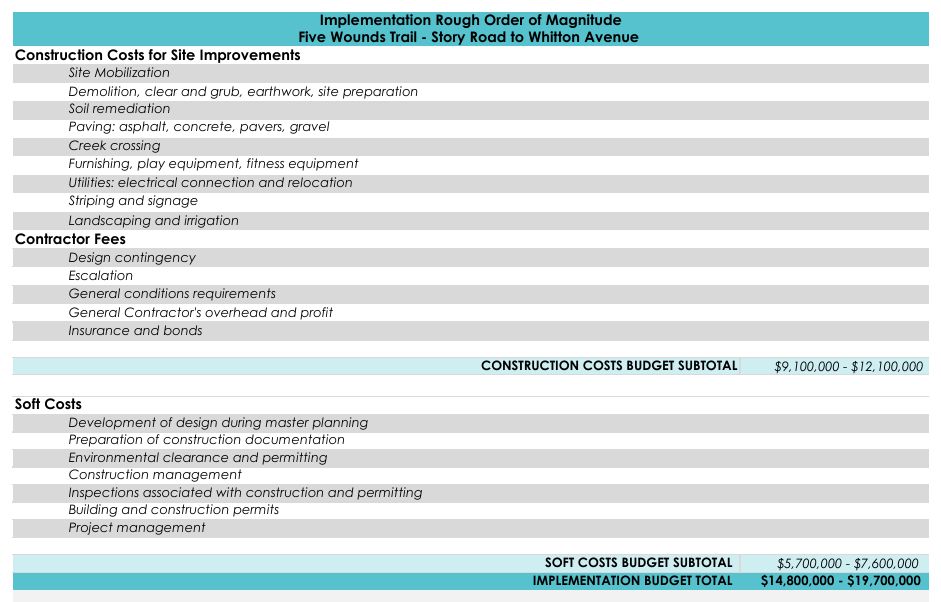 Implementation Rough Order of Magnitude
Five Wounds Trail - Story Road to Whitton Avenue
Construction Costs for Site Improvements
Site Mobilization
Demolition, clear and grub, earthwork, site preparation
Soil remediation
Paving: asphalt, concrete, pavers, gravel
Creek crossing
Furnishing, play equipment, fitness equipment
Utilities: electrical connection and relocation
Striping and signage
Landscaping and irrigation
Contractor Fees
Design contingency
Escalation
General conditions requirements
General Contractor's overhead and profit
Insurance and bonds
CONSTRUCTION COSTS BUDGET SUBTOTAL $9,100,000 - $12,100,000
Soft Costs
Development of design during master planning
Preparation of construction documentation
Environmental clearance and permitting
Construction management
Inspections associated with construction and permitting
Building and construction permits
Project management
SOFT COSTS BUDGET SUBTOTAL $5,700,000 - $7,600,000
IMPLEMENTATION BUDGET TOTAL $14,800,000 - $19,700,000